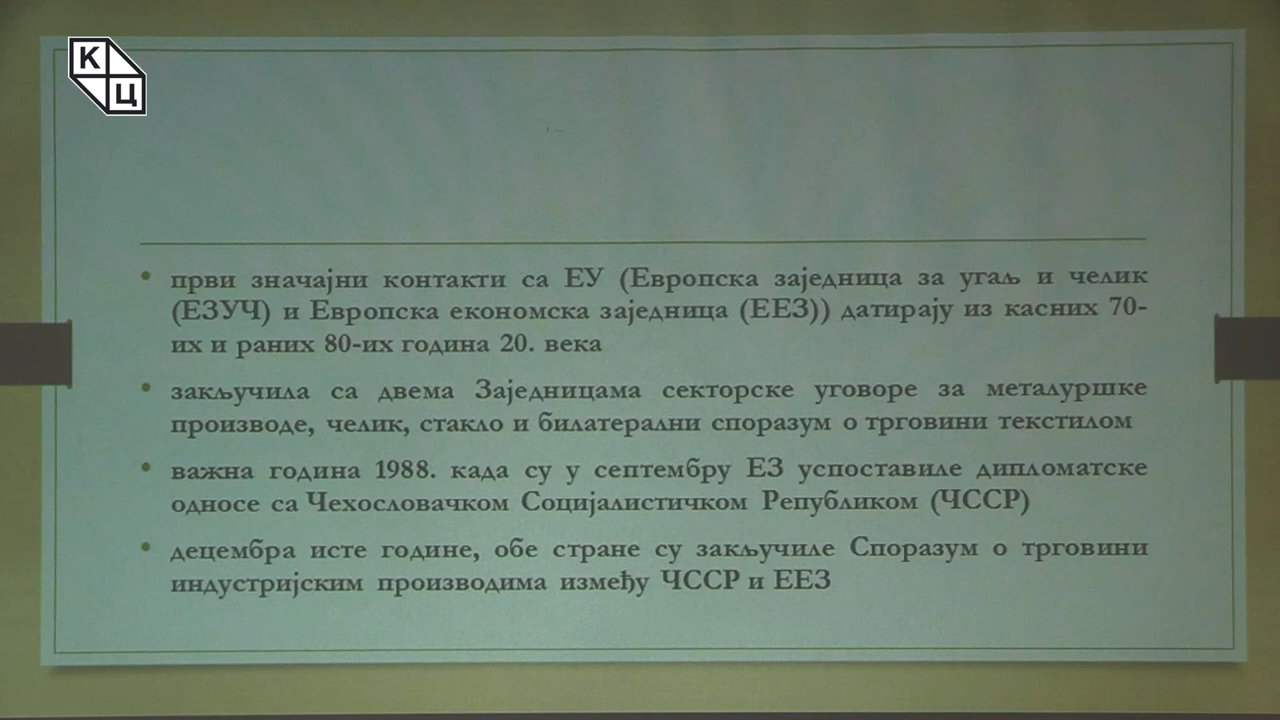 К
Ц
први значајни контакти са ЕУ (Европска заједница за угаљ и челик
(ЕЗУЧ) и Европска економска заједница (ЕЕЗ)) датирају из касних 70-
их и раних 80-их година 20. века
закључила са двема Заједницама секторске уговоре за металуршке
производе, челик, стакло и билатерални споразум о трговини текстилом
важна година 1988. када су у септембру ЕЗ успоставиле дипломатске
односе са Чехословачком Социјалистичком Републиком (ЧССР)
децембра исте године, обе стране су закључиле Споразум о трговини
индустријским производима између ЧССР и ЕЕЗ